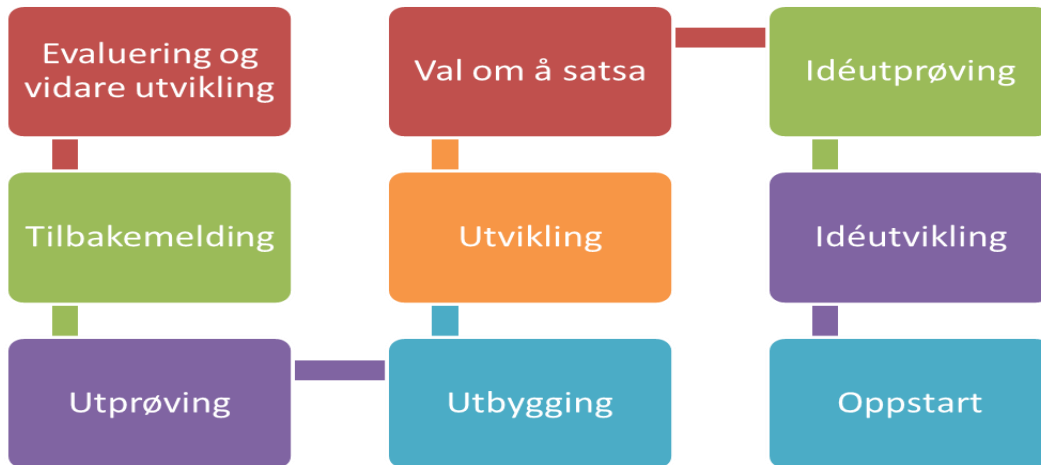 Evaluering og
vidare utvikling
Val om å satsa
Idéutprøving
Tilbakemelding
Utvikling
Idéutvikling
Utprøving
Utbygging
Oppstart